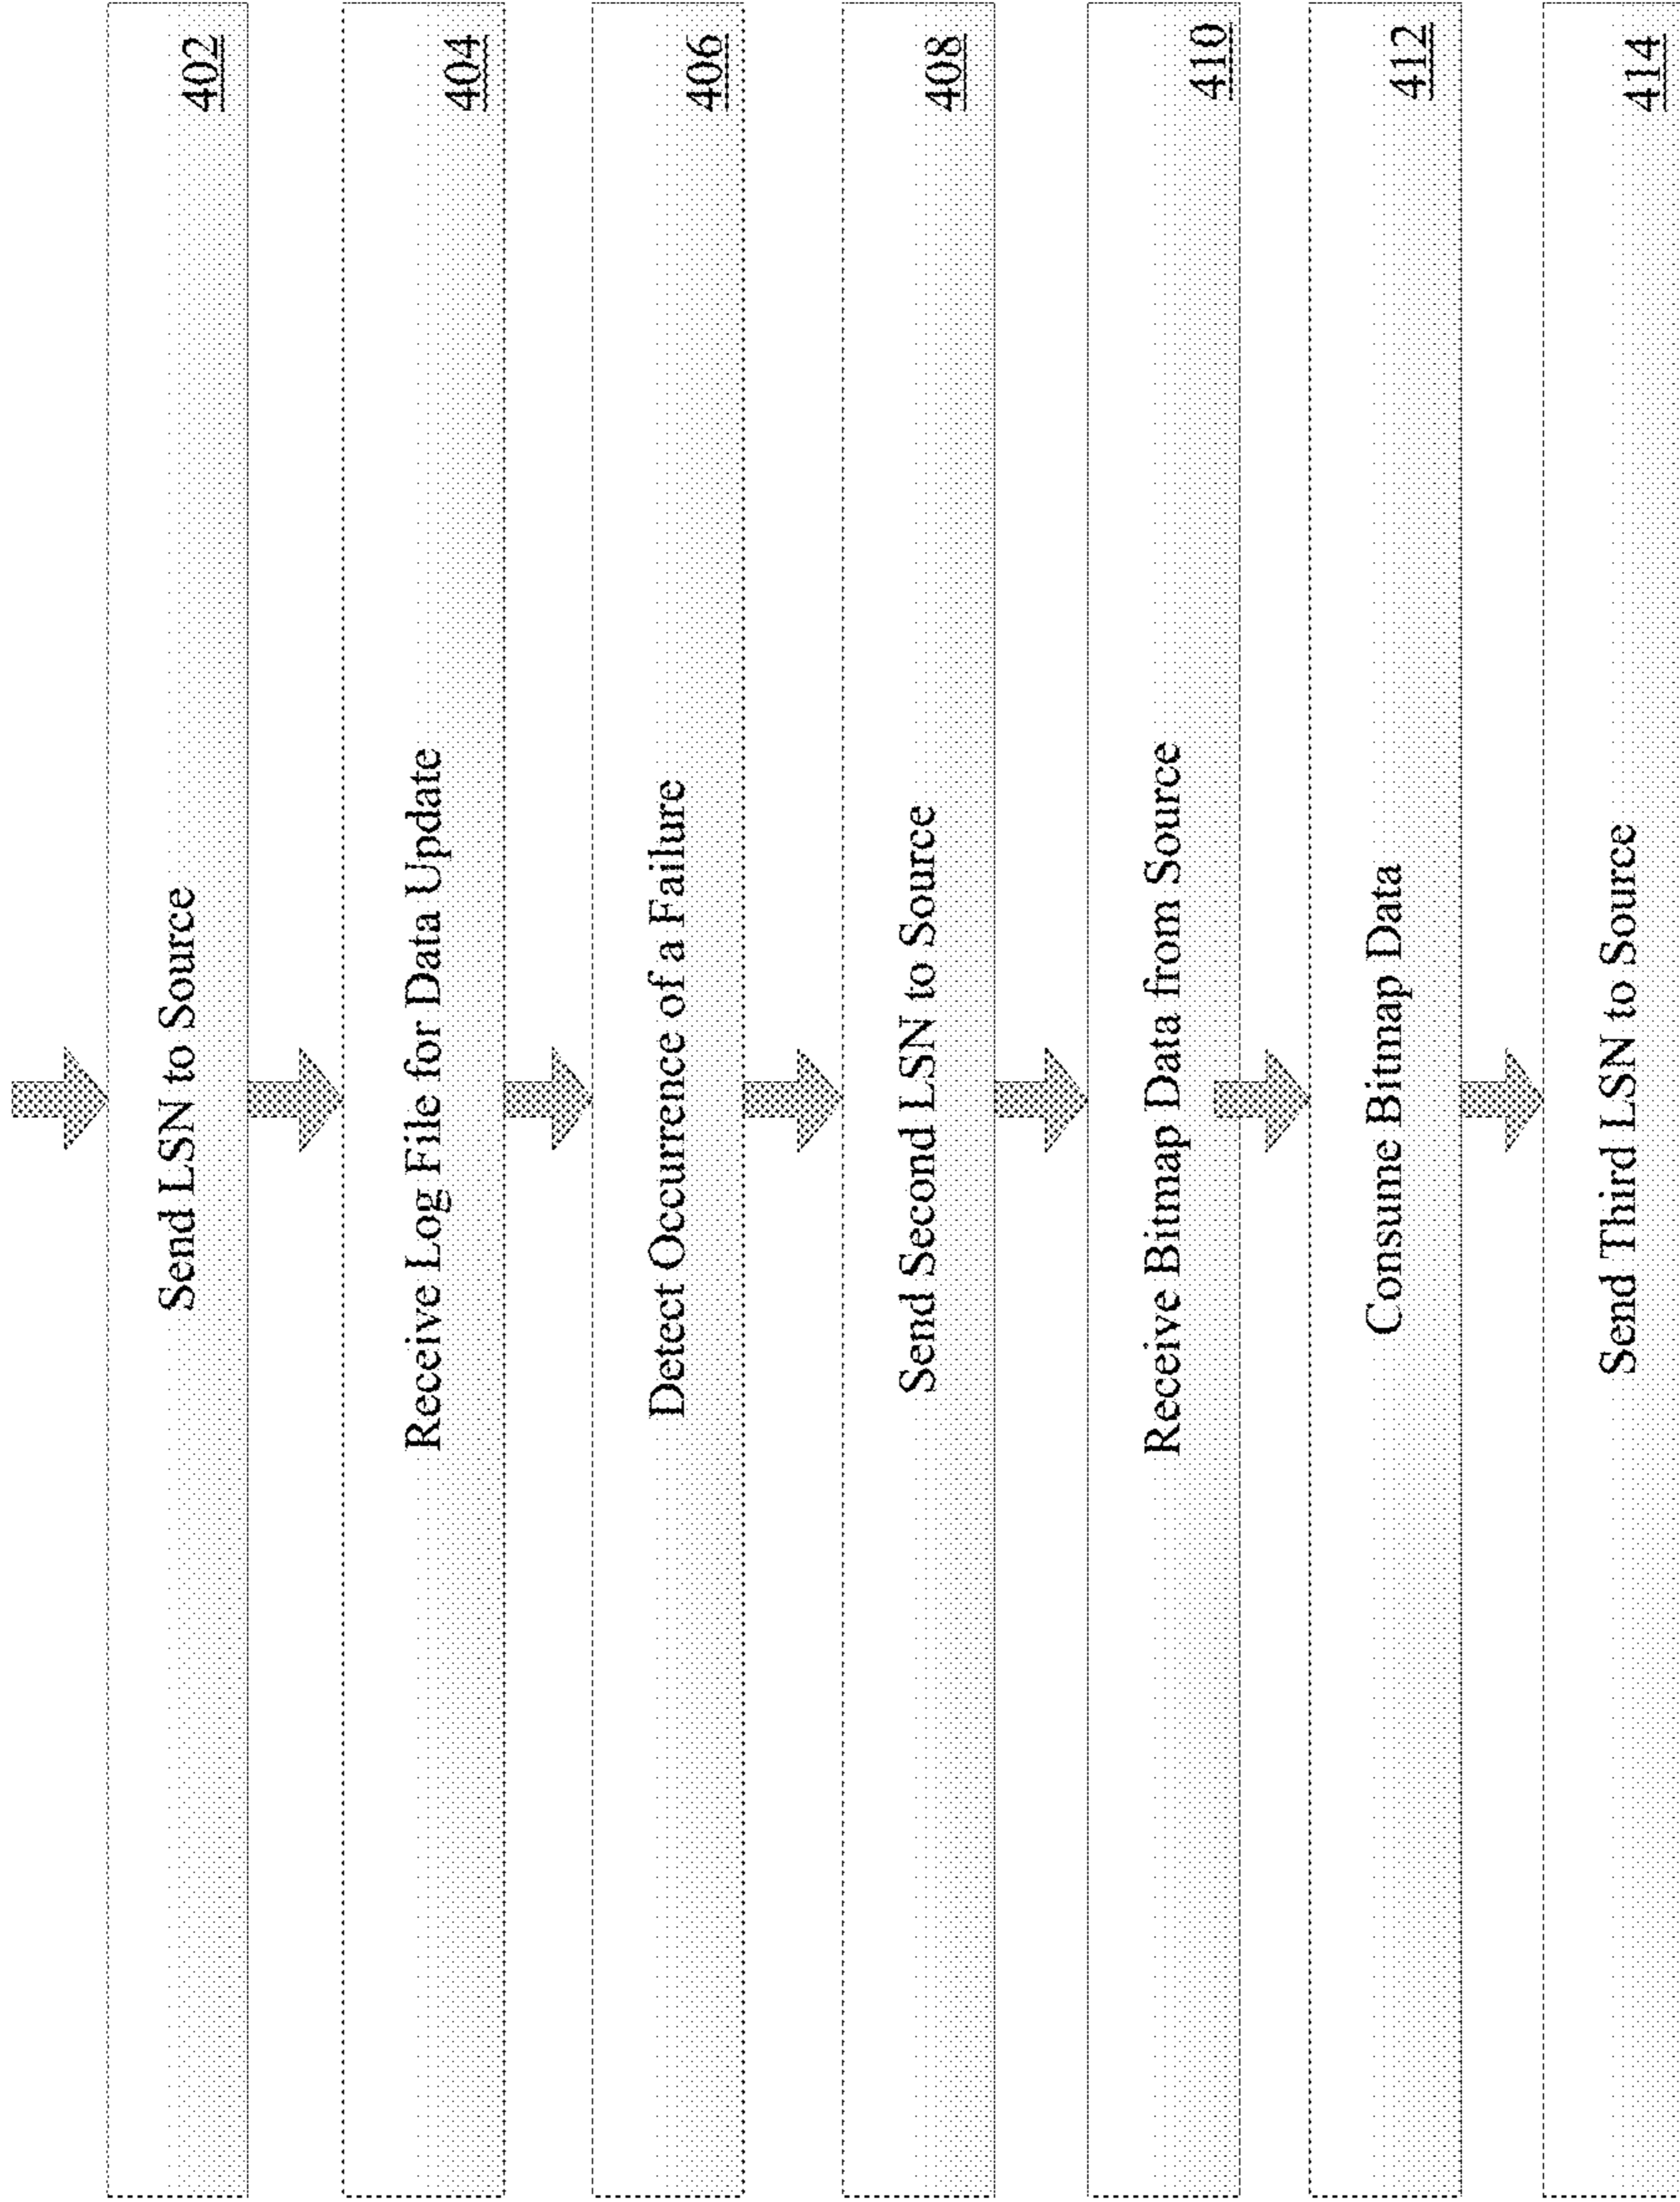 Send LSN to Source
402
Receive Log File for Data Update
404
Detect Occurrence of a Failure
406
Send Second LSN to Source
408
Receive Bitmap Data from Source
410
Consume Bitmap Data
412
Send Third LSN to Source
414